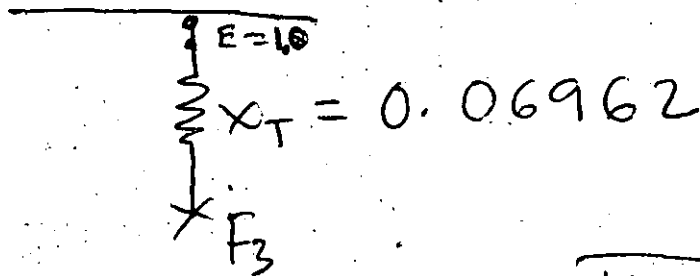 E = 1.0
X_T = 0.06962
F_3